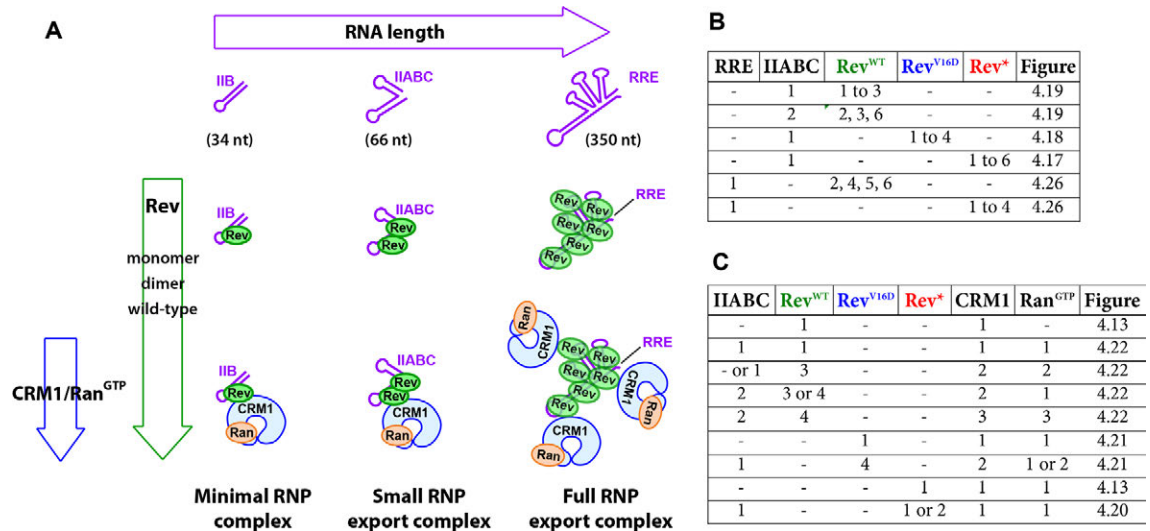 A
RNA length
IIB
IIABC
RRE
(34 nt)
(66 nt)
(350 nt)
Rev
monomer
dimer
wild-type
IIB
Rev
IIABC
Rev
Rev
RRE
Rev
Rev
Rev
Rev
Rev
Rev
CRM1/Ran^GTP
IIB
Rev
CRM1
Ran
IIABC
Rev
Rev
CRM1
Ran
Ran
CRM1
RRE
Rev
Rev
Rev
Rev
Rev
Rev
CRM1
Ran
CRM1
Ran
Minimal RNP
complex
Small RNP
export complex
Full RNP
export complex
B
RRE IIABC Rev^WT Rev^V16D Rev* Figure
- 1 1 to 3 - - 4.19
- 2 2, 3, 6 - - 4.19
- 1 - 1 to 4 - 4.18
- 1 - - 1 to 6 4.17
1 - 2, 4, 5, 6 - - 4.26
1 - - - 1 to 4 4.26
C
IIABC Rev^WT Rev^V16D Rev* CRM1 Ran^GTP Figure
- 1 - - 1 - 4.13
1 1 - - 1 1 4.22
- or 1 3 - - 2 2 4.22
2 3 or 4 - - 2 1 4.22
2 4 - - 3 3 4.22
- - 1 - 1 1 4.21
1 - 4 - 2 1 or 2 4.21
- - - 1 1 1 4.13
1 - - 1 or 2 1 1 4.20